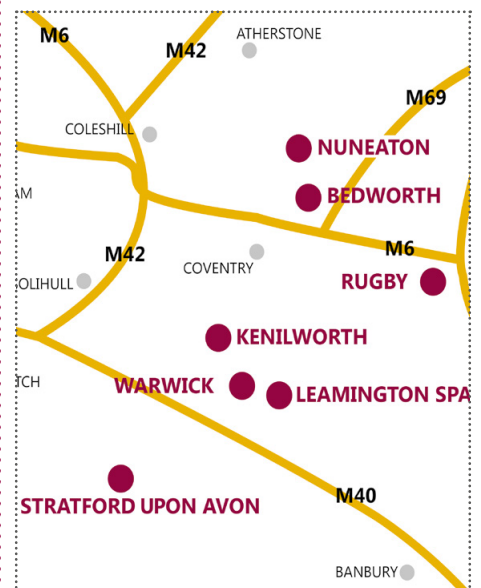 M6
ATHERSTONE
M42
M69
COLESHILL
NUNEATON
AM
BEDWORTH
M42
M6
COVENTRY
OLIHULL
RUGBY
KENILWORTH
TCH
WARWICK
LEAMINGTON SPA
STRATFORD UPON AVON
M40
BANBURY